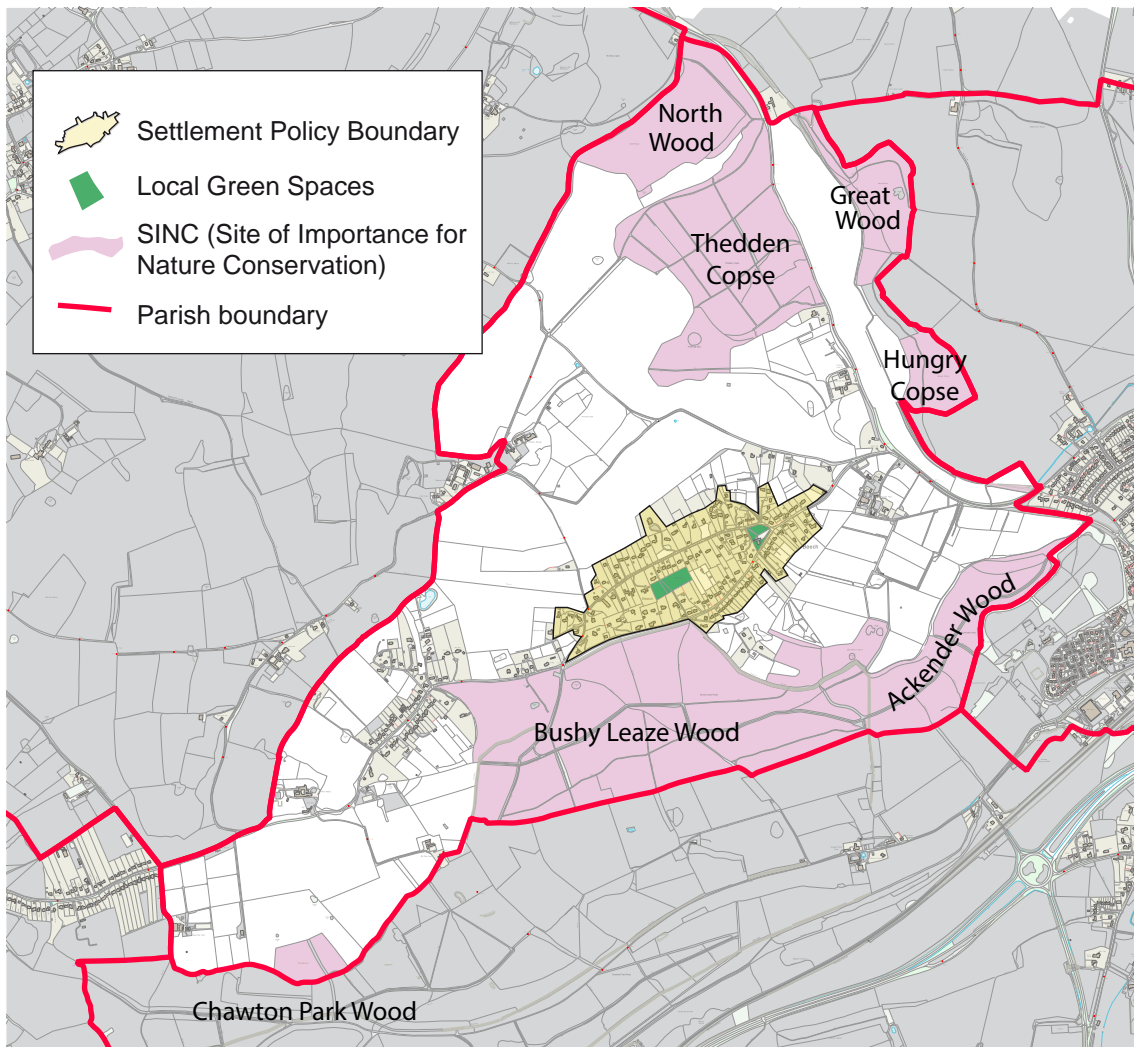 Settlement Policy Boundary
Local Green Spaces
SINC (Site of Importance for
Nature Conservation)
Parish boundary
North
Wood
Great
Wood
Thedden
Copse
Hungry
Copse
Beech
Ackender Wood
Bushy Leaze Wood
Chawton Park Wood